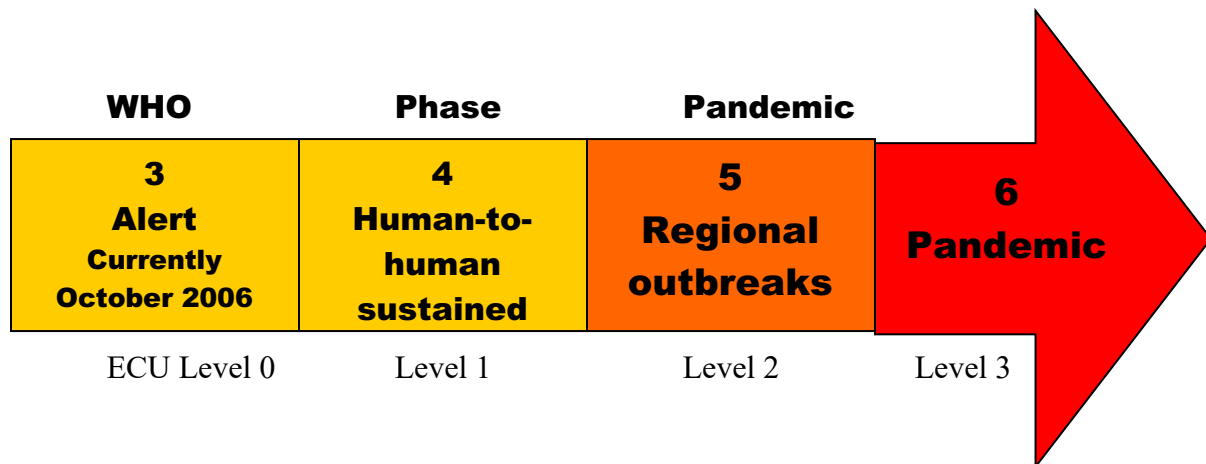 WHO Phase Pandemic
3
Alert
Currently
October 2006
4
Human-to-
human
sustained
5
Regional
outbreaks
6
Pandemic
ECU Level 0 Level 1 Level 2 Level 3